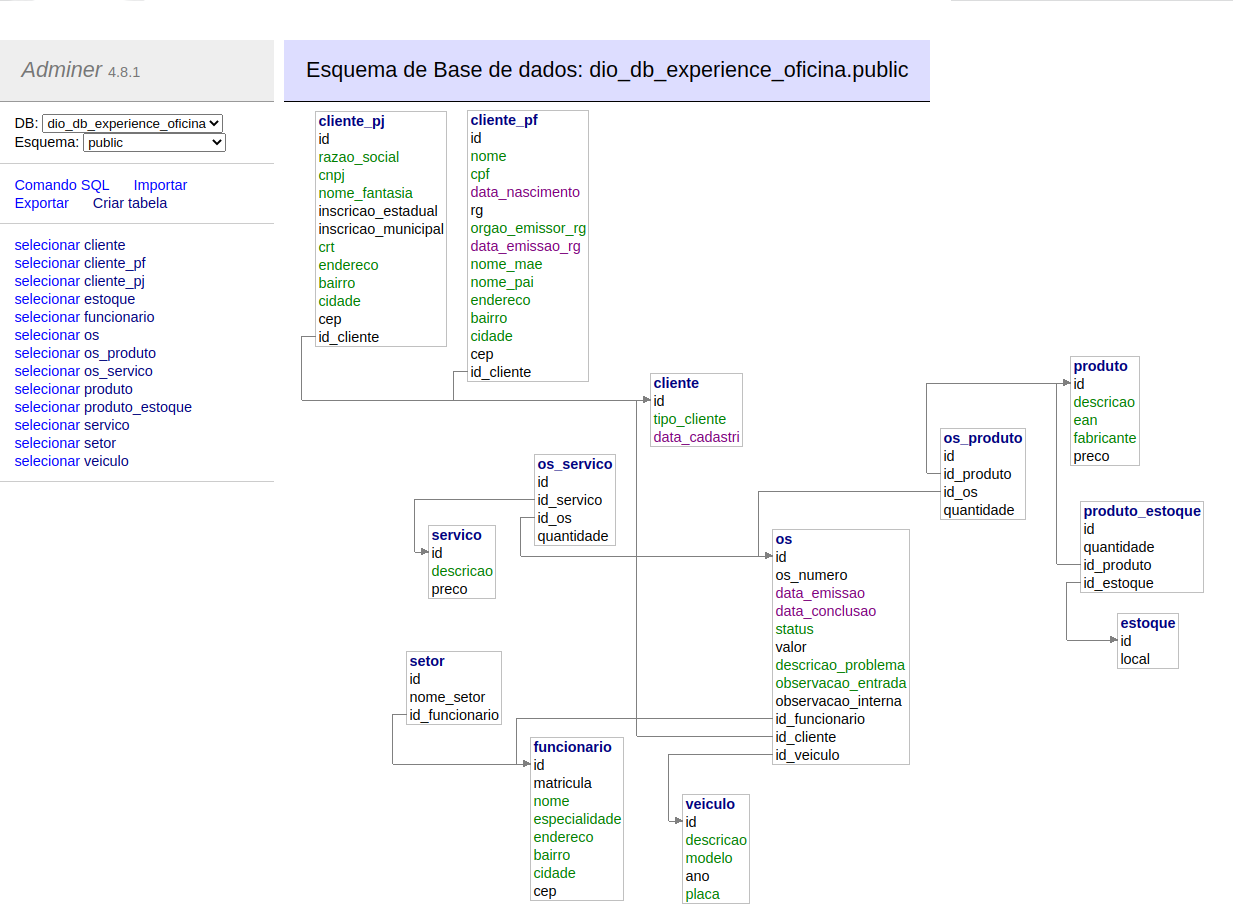 Adminer 4.8.1
Esquema de Base de dados: dio_db_experience_oficina.public
DB: dio_db_experience_oficina
Esquema: public
Comando SQL Importar
Exportar Criar tabela
selecionar cliente
selecionar cliente_pf
selecionar cliente_pj
selecionar estoque
selecionar funcionario
selecionar os
selecionar os_produto
selecionar os_servico
selecionar produto
selecionar produto_estoque
selecionar servico
selecionar setor
selecionar veiculo
cliente_pj
id
razao_social
cnpj
nome_fantasia
inscricao_estadual
inscricao_municipal
crt
endereco
bairro
cidade
cep
id_cliente
cliente_pf
id
nome
cpf
data_nascimento
rg
orgao_emissor_rg
data_emissao_rg
nome_mae
nome_pai
endereco
bairro
cidade
cep
id_cliente
cliente
id
tipo_cliente
data_cadastri
produto
id
descricao
ean
fabricante
preco
os_produto
id
id_produto
id_os
quantidade
os_servico
id
id_servico
id_os
quantidade
servico
id
descricao
preco
produto_estoque
id
quantidade
id_produto
id_estoque
os
id
os_numero
data_emissao
data_conclusao
status
valor
descricao_problema
observacao_entrada
observacao_interna
id_funcionario
id_cliente
id_veiculo
estoque
id
local
setor
id
nome_setor
id_funcionario
funcionario
id
matricula
nome
especialidade
endereco
bairro
cidade
cep
veiculo
id
descricao
modelo
ano
placa